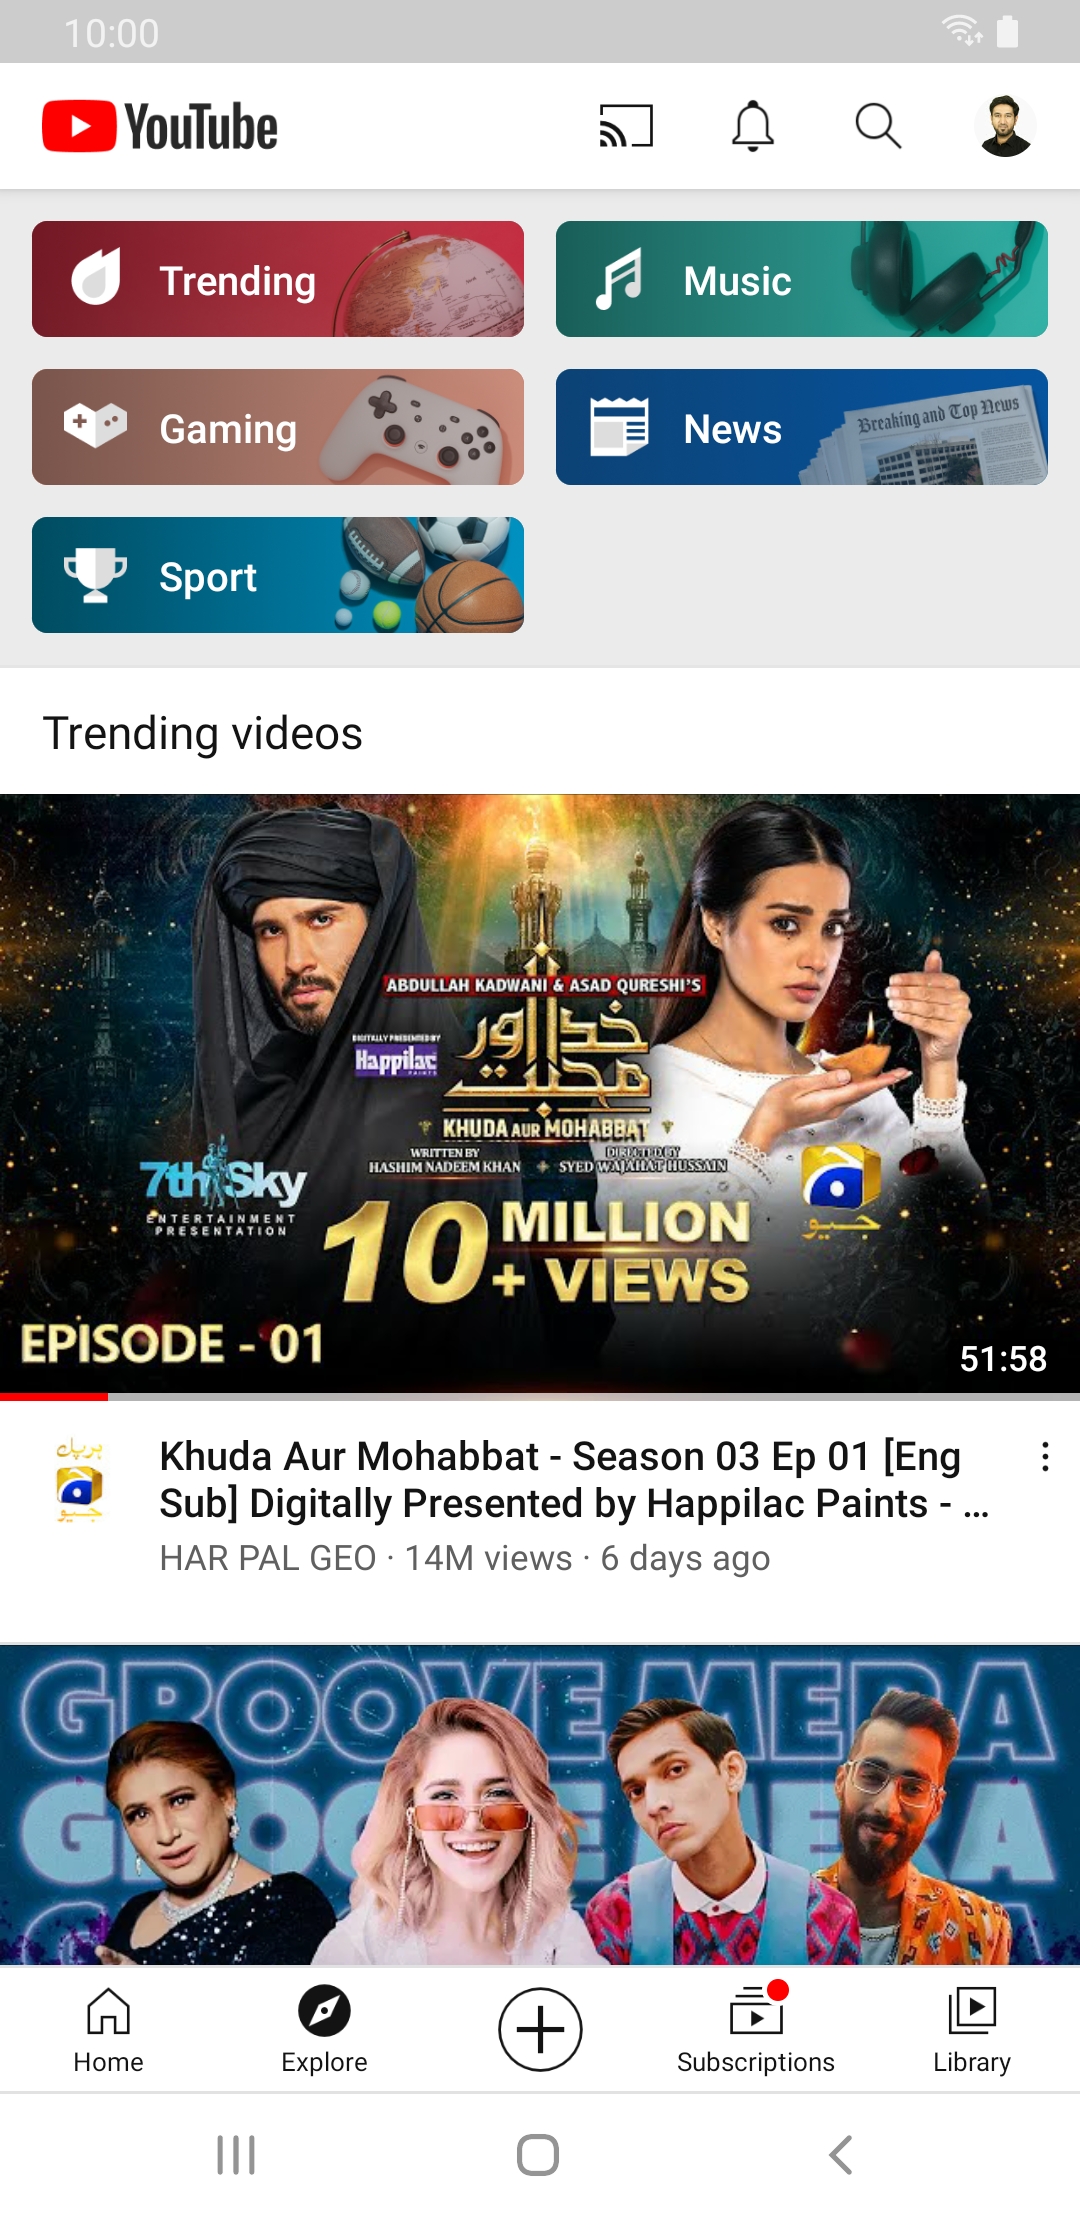 10:00
YouTube
Trending
Music
Gaming
News
Breaking and Top News
Sport
Trending videos
ABDULLAH KADWANI & ASAD QURESHI'S
خدا اور
محبت
DIGITALLY PRESENTED BY
Happilac
PAINTS
KHUDA AUR MOHABBAT
WRITTEN BY
HASHIM NADEEM KHAN
DIRECTED BY
SYED WAJAHAT HUSSAIN
7th Sky
ENTERTAINMENT
PRESENTATION
جیو
10+ MILLION
VIEWS
EPISODE - 01
51:58
ہر پل
جیو
Khuda Aur Mohabbat - Season 03 Ep 01 [Eng
Sub] Digitally Presented by Happilac Paints - ...
HAR PAL GEO · 14M views · 6 days ago
GROOVE MERA
GROOVE MERA
Home
Explore
Subscriptions
Library